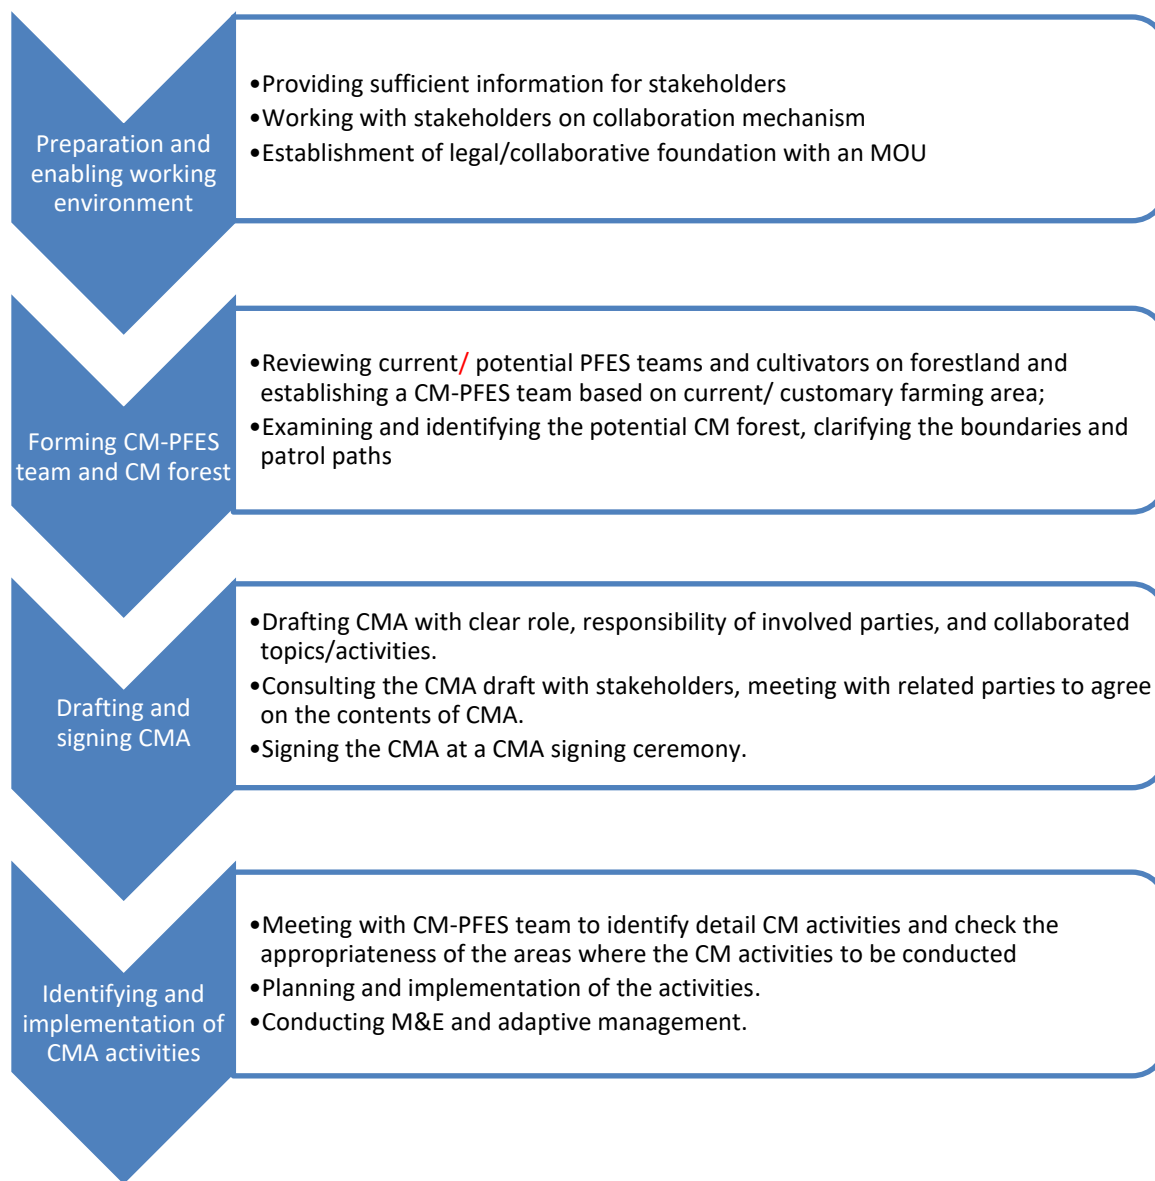 Preparation and
enabling working
environment
•Providing sufficient information for stakeholders
•Working with stakeholders on collaboration mechanism
•Establishment of legal/collaborative foundation with an MOU
Forming CM-PFES
team and CM forest
•Reviewing current/ potential PFES teams and cultivators on forestland and
establishing a CM-PFES team based on current/ customary farming area;
•Examining and identifying the potential CM forest, clarifying the boundaries and
patrol paths
Drafting and
signing CMA
•Drafting CMA with clear role, responsibility of involved parties, and collaborated
topics/activities.
•Consulting the CMA draft with stakeholders, meeting with related parties to agree
on the contents of CMA.
•Signing the CMA at a CMA signing ceremony.
Identifying and
implementation of
CMA activities
•Meeting with CM-PFES team to identify detail CM activities and check the
appropriateness of the areas where the CM activities to be conducted
•Planning and implementation of the activities.
•Conducting M&E and adaptive management.